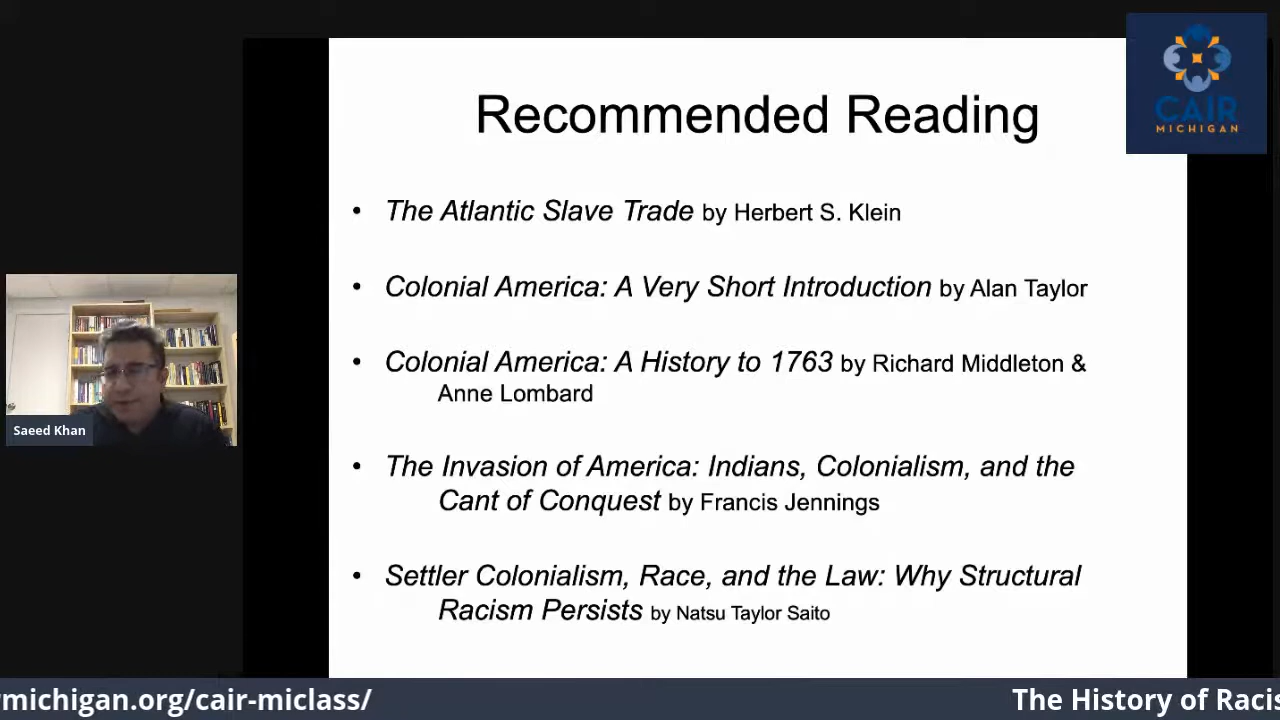 Recommended Reading
CAIR
MICHIGAN
• The Atlantic Slave Trade by Herbert S. Klein
• Colonial America: A Very Short Introduction by Alan Taylor
• Colonial America: A History to 1763 by Richard Middleton &
Anne Lombard
• The Invasion of America: Indians, Colonialism, and the
Cant of Conquest by Francis Jennings
• Settler Colonialism, Race, and the Law: Why Structural
Racism Persists by Natsu Taylor Saito
Saeed Khan
michigan.org/cair-miclass/
The History of Racis